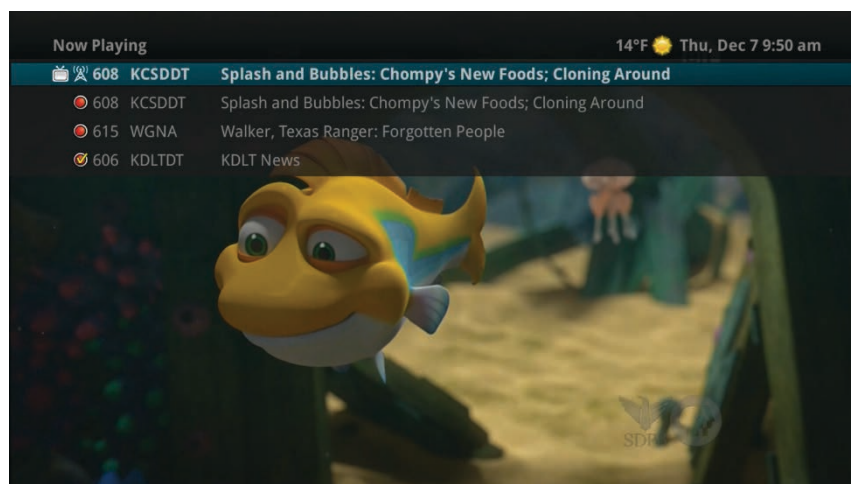 Now Playing 14°F Thu, Dec 7 9:50 am
608 KCSDDT Splash and Bubbles: Chompy's New Foods; Cloning Around
608 KCSDDT Splash and Bubbles: Chompy's New Foods; Cloning Around
615 WGNA Walker, Texas Ranger: Forgotten People
606 KDLTDT KDLT News